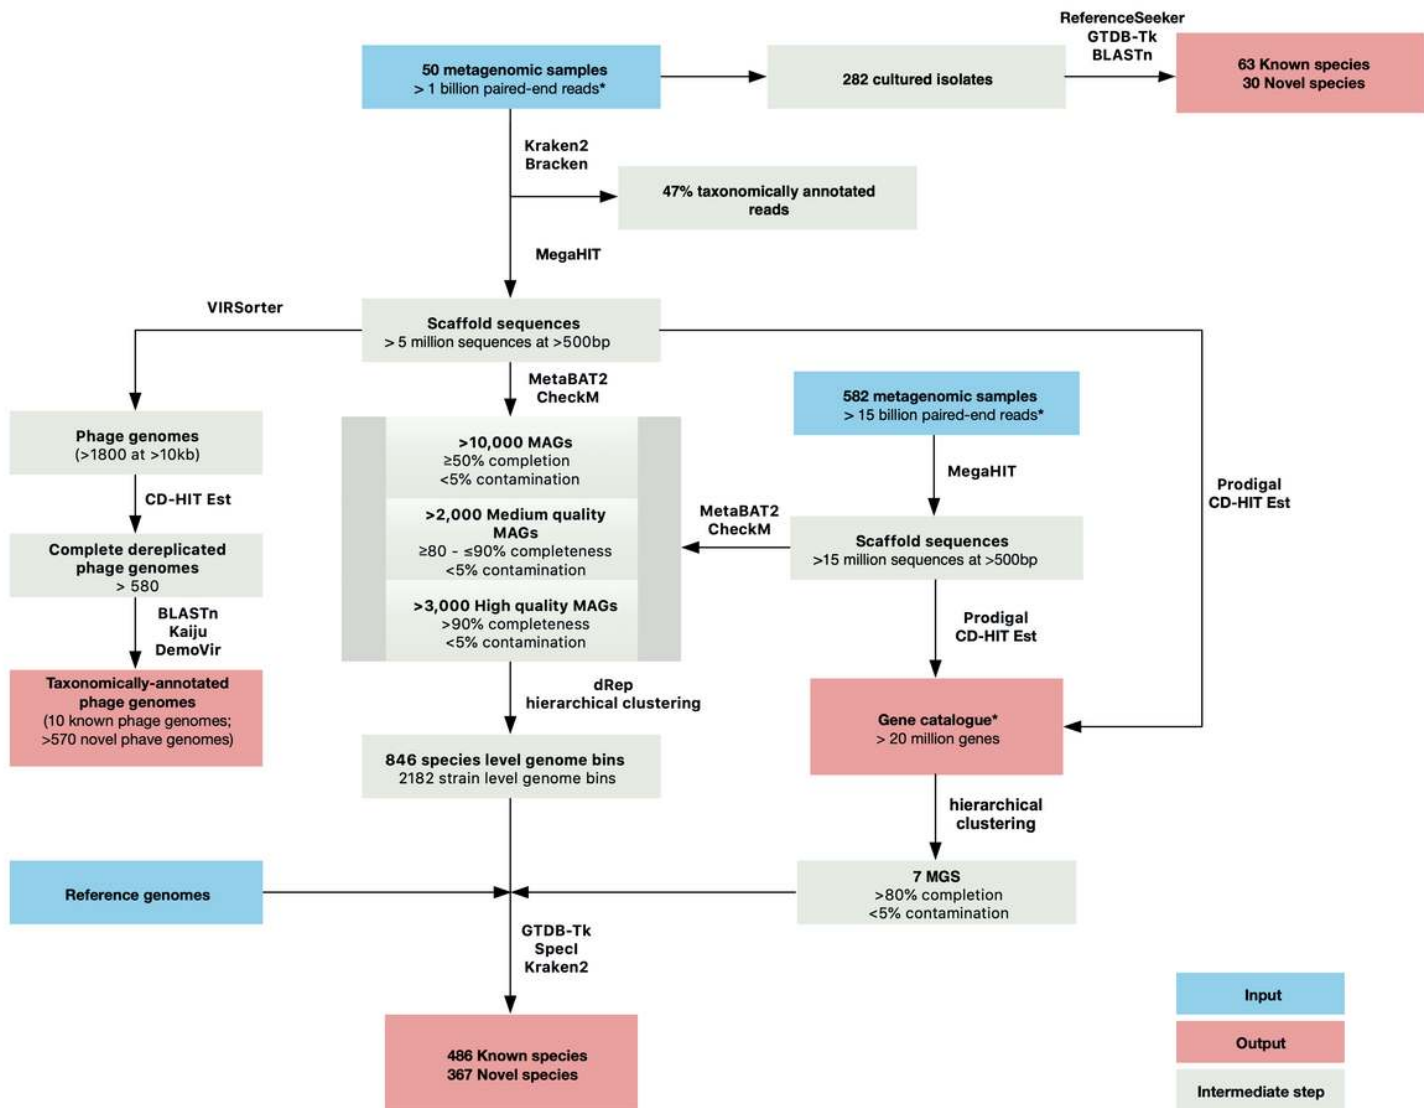 ReferenceSeeker
GTDB-Tk
BLASTn
50 metagenomic samples
> 1 billion paired-end reads*
282 cultured isolates
63 Known species
30 Novel species
Kraken2
Bracken
47% taxonomically annotated
reads
MegaHIT
VIRSorter
Scaffold sequences
> 5 million sequences at >500bp
MetaBAT2
CheckM
582 metagenomic samples
> 15 billion paired-end reads*
Phage genomes
(>1800 at >10kb)
>10,000 MAGs
≥50% completion
<5% contamination
MegaHIT
Prodigal
CD-HIT Est
CD-HIT Est
>2,000 Medium quality
MAGs
≥80 - ≤90% completeness
<5% contamination
MetaBAT2
CheckM
Scaffold sequences
>15 million sequences at >500bp
Complete dereplicated
phage genomes
> 580
>3,000 High quality MAGs
>90% completeness
<5% contamination
BLASTn
Kaiju
DemoVir
Prodigal
CD-HIT Est
Taxonomically-annotated
phage genomes
(10 known phage genomes;
>570 novel phave genomes)
dRep
hierarchical clustering
Gene catalogue*
> 20 million genes
846 species level genome bins
2182 strain level genome bins
hierarchical
clustering
Reference genomes
7 MGS
>80% completion
<5% contamination
GTDB-Tk
SpecI
Kraken2
486 Known species
367 Novel species
Input
Output
Intermediate step